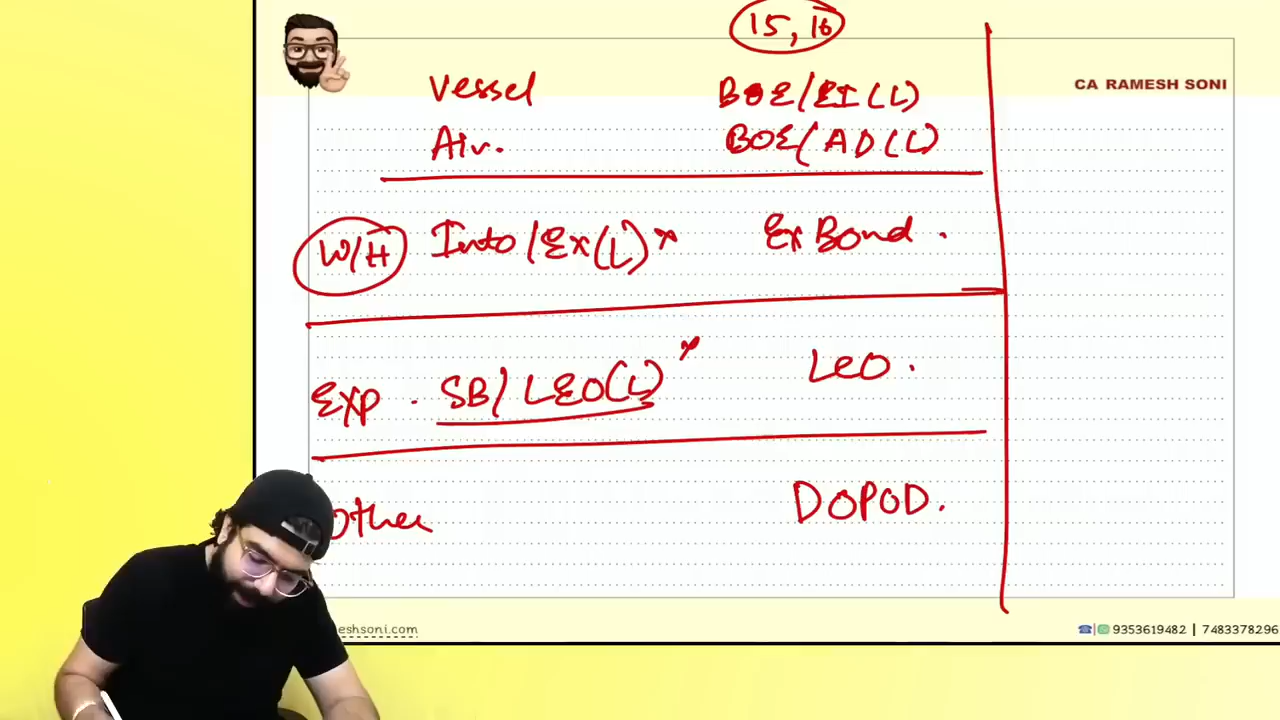 15, 16
CA RAMESH SONI
Vessel BOE/EI(L)
Air. BOE/AD(L)
W/H Into/Ex(L)* Ex Bond.
Exp. SB/LEO(L)* LEO.
Other DOPOD.
eshsoni.com 9353619482 | 7483378296